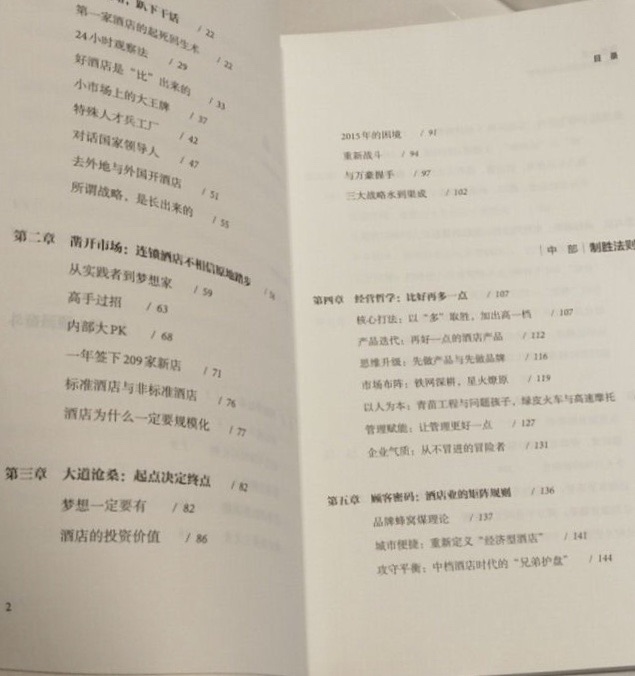 ，趴下干活 / 22
第一家酒店的起死回生术 / 22
24小时观察法 / 29
好酒店是“比”出来的 / 33
小市场上的大王牌 / 37
特殊人才兵工厂 / 42
对话国家领导人 / 47
去外地与外国开酒店 / 51
所谓战略，是长出来的 / 55
第二章 凿开市场：连锁酒店不相信原地踏步
从实践者到梦想家 / 59
高手过招 / 63
内部大PK / 68
一年签下209家新店 / 71
标准酒店与非标准酒店 / 76
酒店为什么一定要规模化 / 77
第三章 大道沧桑：起点决定终点 / 82
梦想一定要有 / 82
酒店的投资价值 / 86
2
目 录
2015年的困境 / 91
重新战斗 / 94
与万豪握手 / 97
三大战略水到渠成 / 102
中 部 制胜法则
第四章 经营哲学：比好再多一点 / 107
核心打法：以“多”取胜，加出高一档 / 107
产品迭代：再好一点的酒店产品 / 112
思维升级：先做产品与先做品牌 / 116
市场布阵：铁网深耕，星火燎原 / 119
以人为本：青苗工程与问题孩子，绿皮火车与高速摩托
管理赋能：让管理更好一点 / 127
企业气质：从不冒进的冒险者 / 131
第五章 顾客密码：酒店业的矩阵规则 / 136
品牌蜂窝煤理论 / 137
城市便捷：重新定义“经济型酒店” / 141
攻守平衡：中档酒店时代的“兄弟护盘” / 144